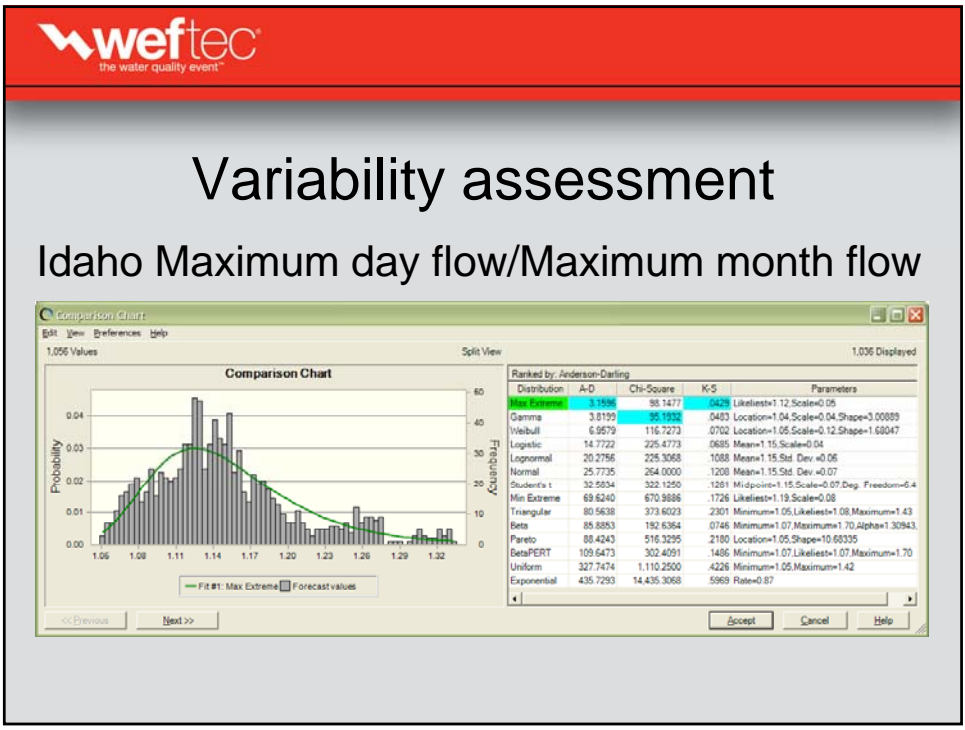 weftec
the water quality event™
Variability assessment
Idaho Maximum day flow/Maximum month flow
Comparison Chart
Edit View Preferences Help
1,056 Values Split View 1,036 Displayed
Comparison Chart
Probability
0.04
0.03
0.02
0.01
0.00
60
50
40
30
20
10
0
Frequency
1.06 1.08 1.11 1.14 1.17 1.20 1.23 1.26 1.29 1.32
Fit #1: Max Extreme Forecast values
Ranked by: Anderson-Darling
Distribution A-D Chi-Square K-S Parameters
Max Extreme 3.1596 98.1477 .0429 Likeliest=1.12,Scale=0.05
Gamma 3.8199 95.1932 .0483 Location=1.04,Scale=0.04,Shape=3.00889
Weibull 6.9579 116.7273 .0702 Location=1.05,Scale=0.12,Shape=1.68047
Logistic 14.7722 225.4773 .0685 Mean=1.15,Scale=0.04
Lognormal 20.2756 225.3068 .1088 Mean=1.15,Std. Dev.=0.06
Normal 25.7735 264.0000 .1208 Mean=1.15,Std. Dev.=0.07
Student's t 32.5834 322.1250 .1281 Midpoint=1.15,Scale=0.07,Deg. Freedom=6.4
Min Extreme 69.6240 670.9886 .1726 Likeliest=1.19,Scale=0.08
Triangular 80.5638 373.6023 .2301 Minimum=1.05,Likeliest=1.08,Maximum=1.43
Beta 85.8853 192.6364 .0746 Minimum=1.07,Maximum=1.70,Alpha=1.30943,
Pareto 88.4243 516.3295 .2180 Location=1.05,Shape=10.68335
BetaPERT 109.6473 302.4091 .1486 Minimum=1.07,Likeliest=1.07,Maximum=1.70
Uniform 327.7474 1,110.2500 .4226 Minimum=1.05,Maximum=1.42
Exponential 435.7293 14,435.3068 .5969 Rate=0.87
<< Previous Next >> Accept Cancel Help